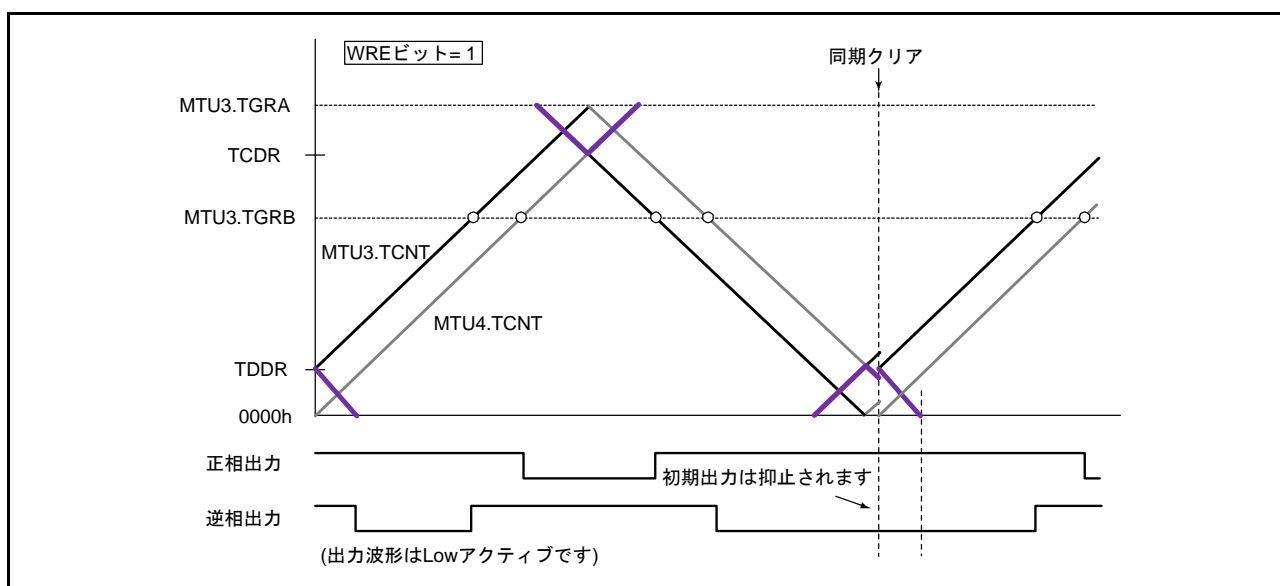 WREビット= 1
同期クリア
MTU3.TGRA
TCDR
MTU3.TGRB
MTU3.TCNT
MTU4.TCNT
TDDR
0000h
正相出力
初期出力は抑止されます
逆相出力
(出力波形はLowアクティブです)